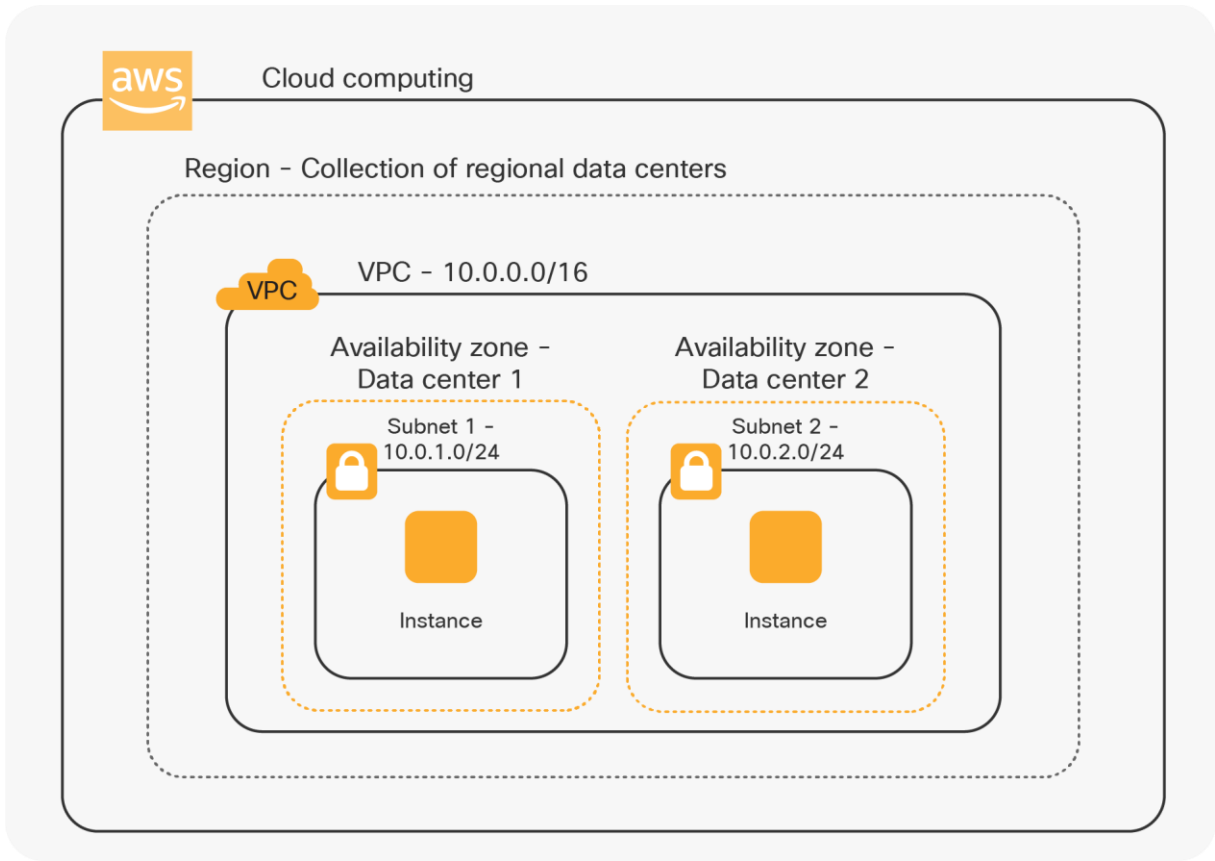 aws
Cloud computing
Region - Collection of regional data centers
VPC
VPC - 10.0.0.0/16
Availability zone -
Data center 1
Subnet 1 -
10.0.1.0/24
Instance
Availability zone -
Data center 2
Subnet 2 -
10.0.2.0/24
Instance